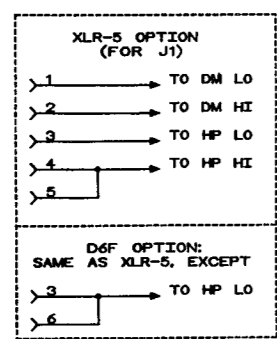 XLR-5 OPTION
(FOR J1)
1 TO DM LO
2 TO DM HI
3 TO HP LO
4 TO HP HI
5
D6F OPTION:
SAME AS XLR-5, EXCEPT
3 TO HP LO
6